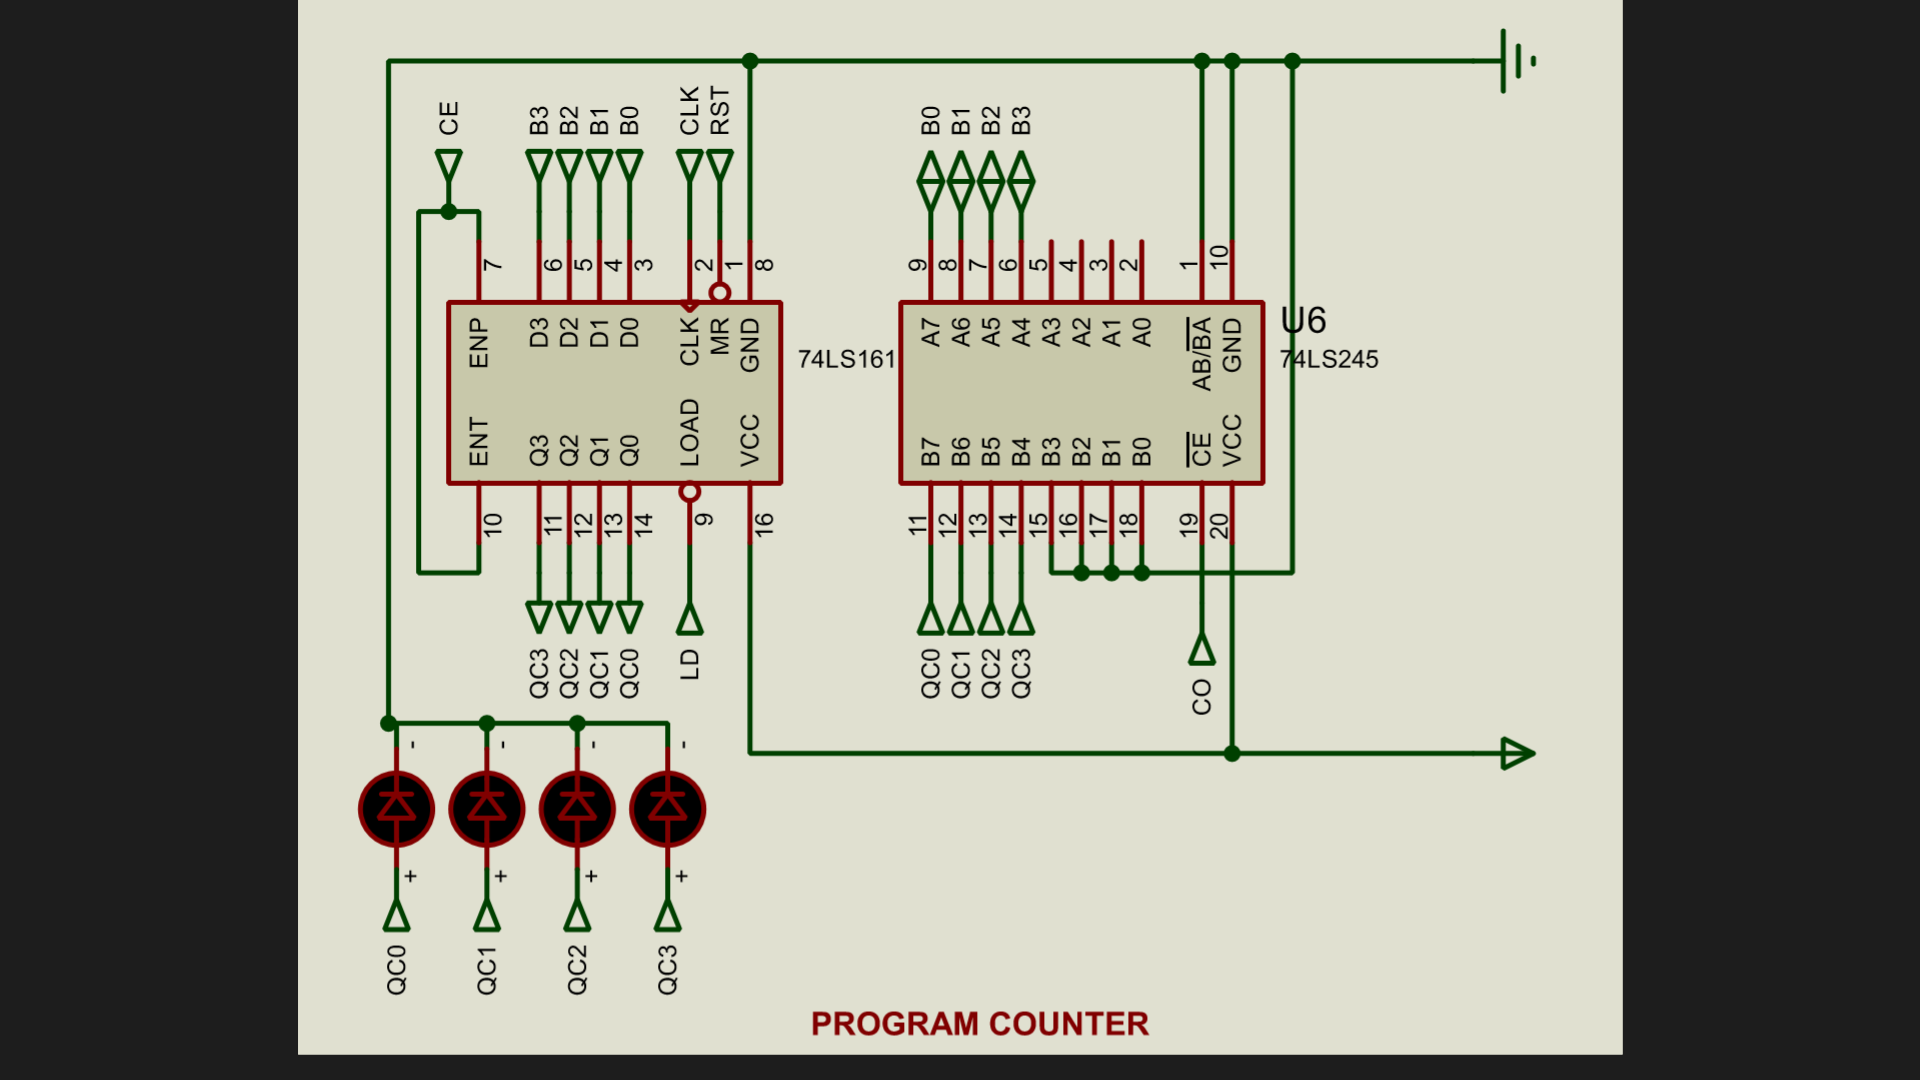 CE B3 B2 B1 B0 CLK RST
B0 B1 B2 B3
7 6 5 4 3 2 1 8
9 8 7 6 5 4 3 2 1 10
ENP D3 D2 D1 D0 CLK MR GND
A7 A6 A5 A4 A3 A2 A1 A0 AB/BA GND
U6
74LS161
74LS245
ENT Q3 Q2 Q1 Q0 LOAD VCC
B7 B6 B5 B4 B3 B2 B1 B0 CE VCC
10 11 12 13 14 9 16
11 12 13 14 15 16 17 18 19 20
QC3 QC2 QC1 QC0 LD
QC0 QC1 QC2 QC3 CO
- - - -
+ + + +
QC0 QC1 QC2 QC3
PROGRAM COUNTER